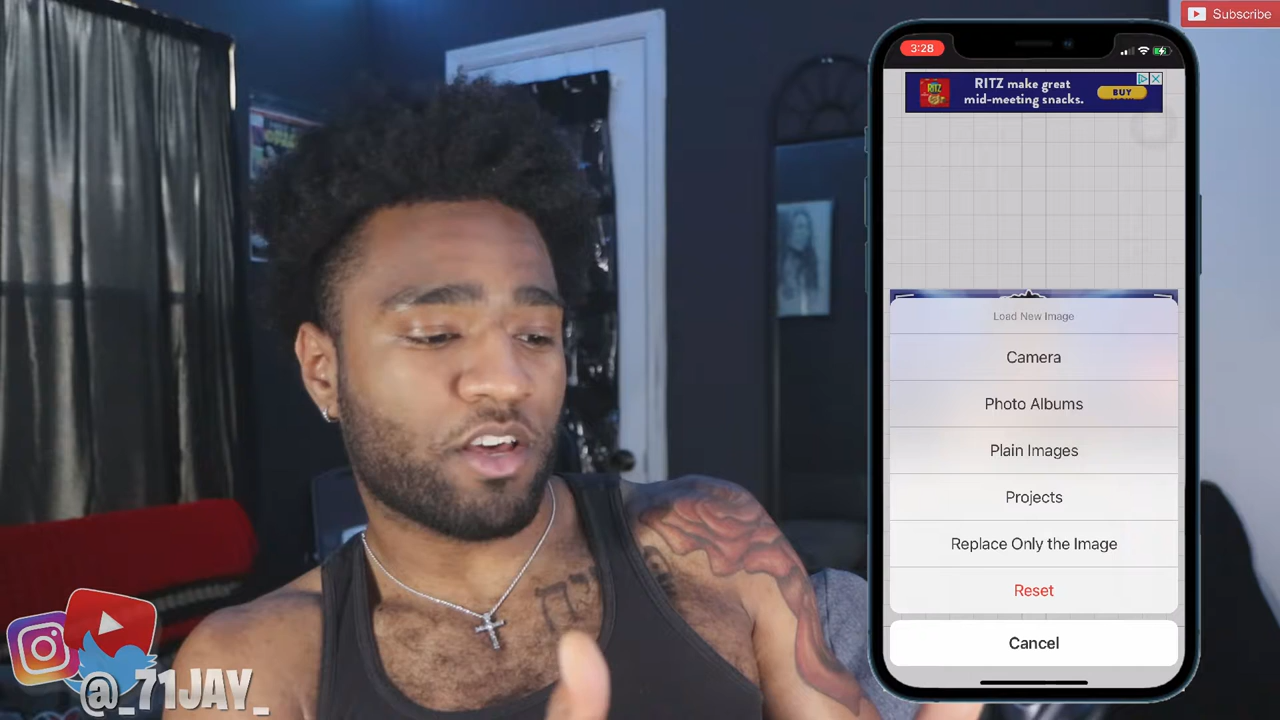 Subscribe
3:28
RITZ make great
mid-meeting snacks.
BUY
RITZ
Load New Image
Camera
Photo Albums
Plain Images
Projects
Replace Only the Image
Reset
Cancel
@_71JAY_